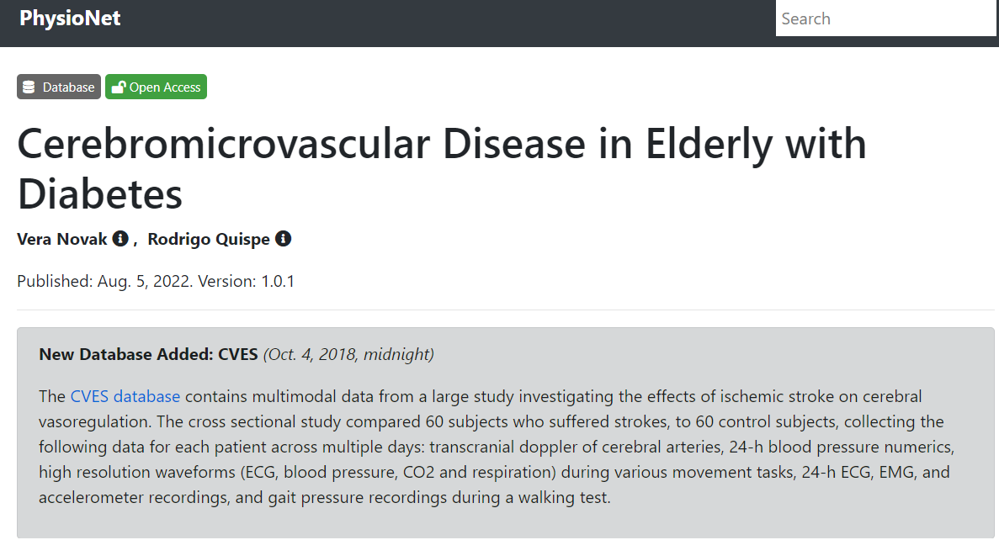 PhysioNet
Search
Database
Open Access
Cerebromicrovascular Disease in Elderly with
Diabetes
Vera Novak , Rodrigo Quispe
Published: Aug. 5, 2022. Version: 1.0.1
New Database Added: CVES (Oct. 4, 2018, midnight)
The CVES database contains multimodal data from a large study investigating the effects of ischemic stroke on cerebral
vasoregulation. The cross sectional study compared 60 subjects who suffered strokes, to 60 control subjects, collecting the
following data for each patient across multiple days: transcranial doppler of cerebral arteries, 24-h blood pressure numerics,
high resolution waveforms (ECG, blood pressure, CO2 and respiration) during various movement tasks, 24-h ECG, EMG, and
accelerometer recordings, and gait pressure recordings during a walking test.